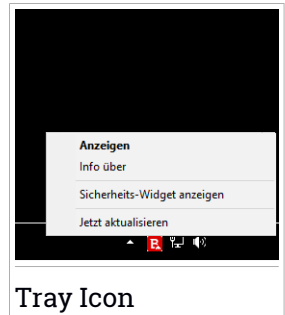 Anzeigen
Info über
Sicherheits-Widget anzeigen
Jetzt aktualisieren
B
Tray Icon